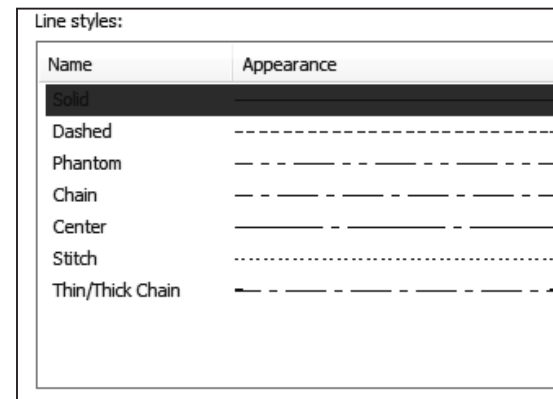 Line styles:
Name Appearance
Solid
Dashed
Phantom
Chain
Center
Stitch
Thin/Thick Chain